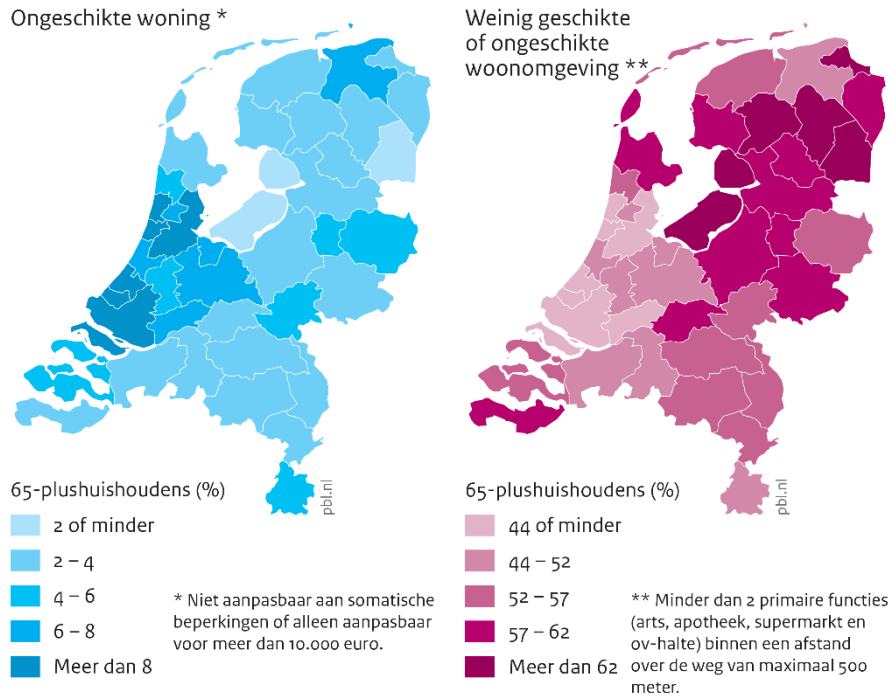 Ongeschikte woning *
65-plushuishoudens (%)
2 of minder
2 – 4
4 – 6
6 – 8
Meer dan 8
* Niet aanpasbaar aan somatische
beperkingen of alleen aanpasbaar
voor meer dan 10.000 euro.
pbl.nl
Weinig geschikte
of ongeschikte
woonomgeving **
65-plushuishoudens (%)
44 of minder
44 – 52
52 – 57
57 – 62
Meer dan 62
** Minder dan 2 primaire functies
(arts, apotheek, supermarkt en
ov-halte) binnen een afstand
over de weg van maximaal 500
meter.
pbl.nl